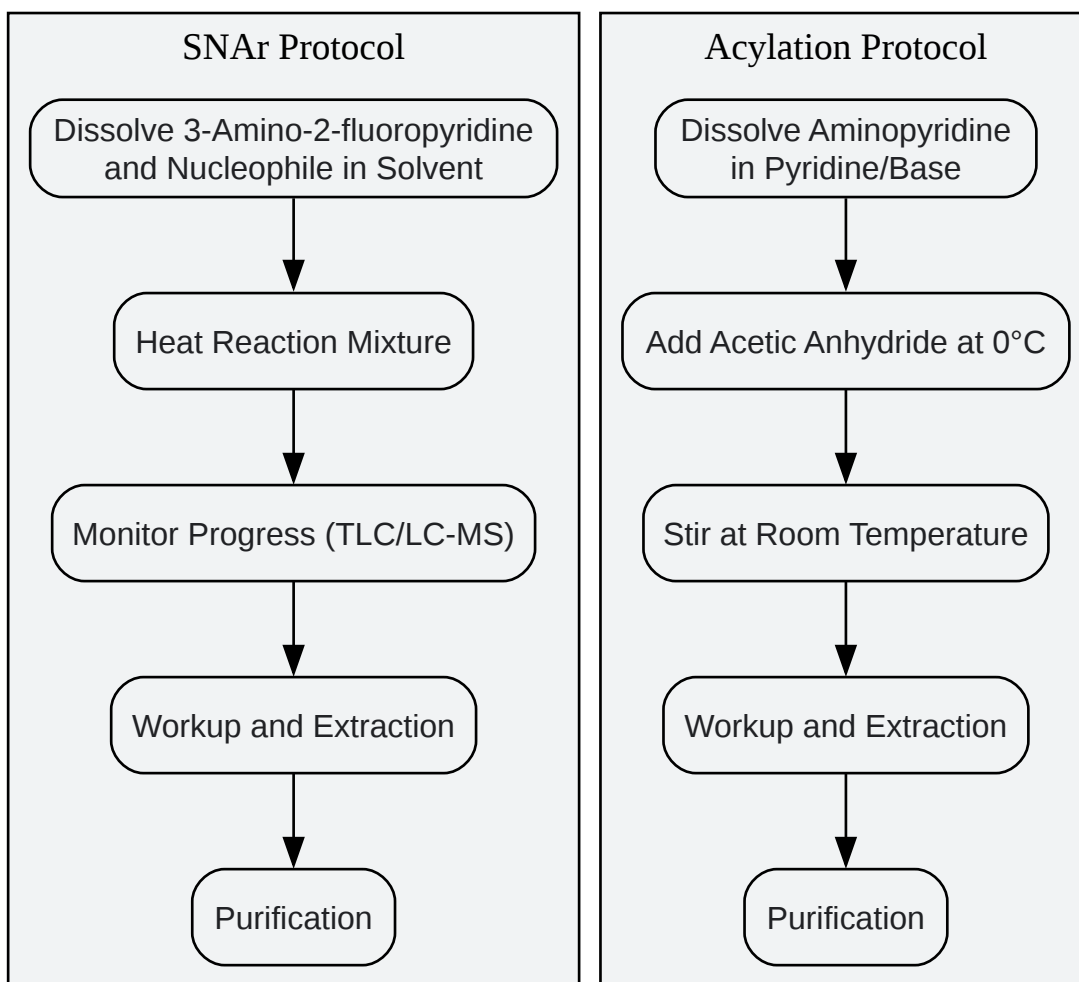 SNAr Protocol
Dissolve 3-Amino-2-fluoropyridine
and Nucleophile in Solvent
Heat Reaction Mixture
Monitor Progress (TLC/LC-MS)
Workup and Extraction
Purification
Acylation Protocol
Dissolve Aminopyridine
in Pyridine/Base
Add Acetic Anhydride at 0°C
Stir at Room Temperature
Workup and Extraction
Purification